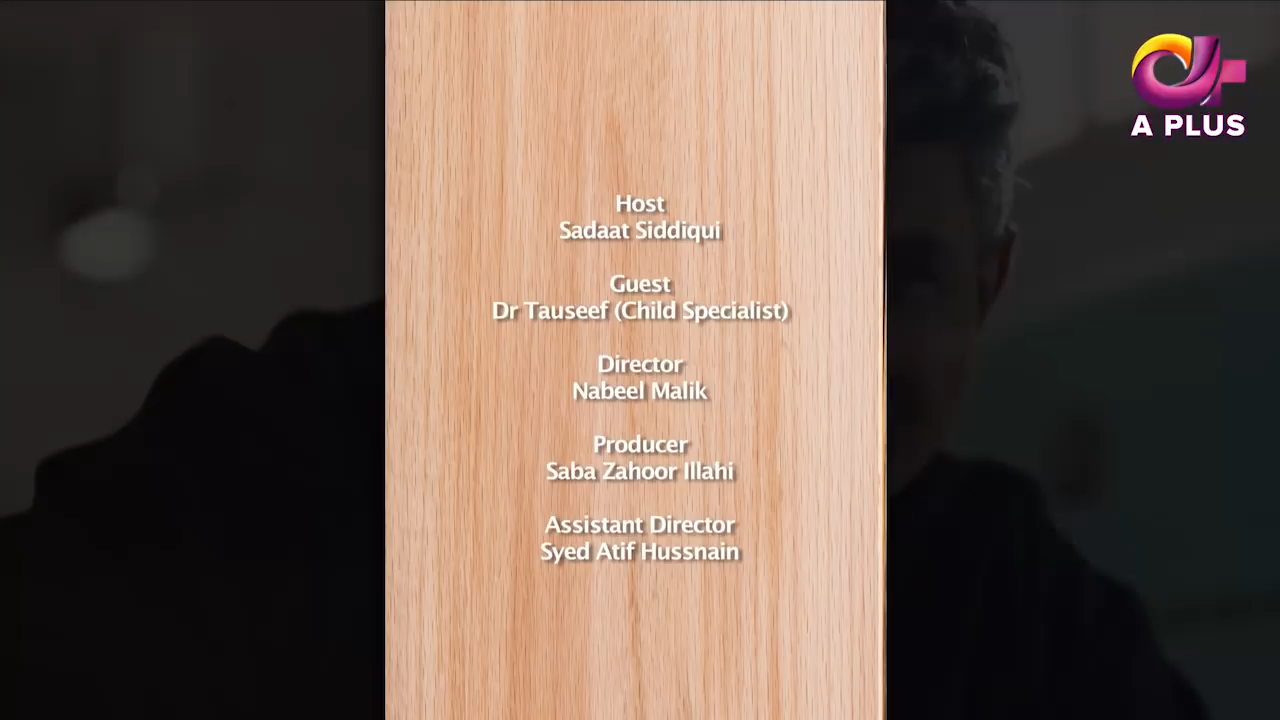 A PLUS
Host
Sadaat Siddiqui
Guest
Dr Tauseef (Child Specialist)
Director
Nabeel Malik
Producer
Saba Zahoor Illahi
Assistant Director
Syed Atif Hussnain